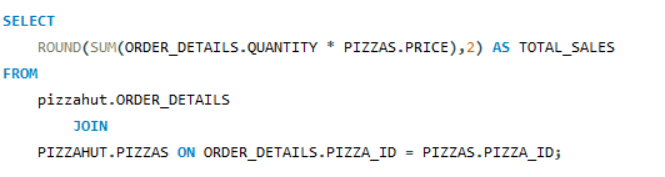 SELECT
ROUND(SUM(ORDER_DETAILS.QUANTITY * PIZZAS.PRICE),2) AS TOTAL_SALES
FROM
pizzahut.ORDER_DETAILS
JOIN
PIZZAHUT.PIZZAS ON ORDER_DETAILS.PIZZA_ID = PIZZAS.PIZZA_ID;